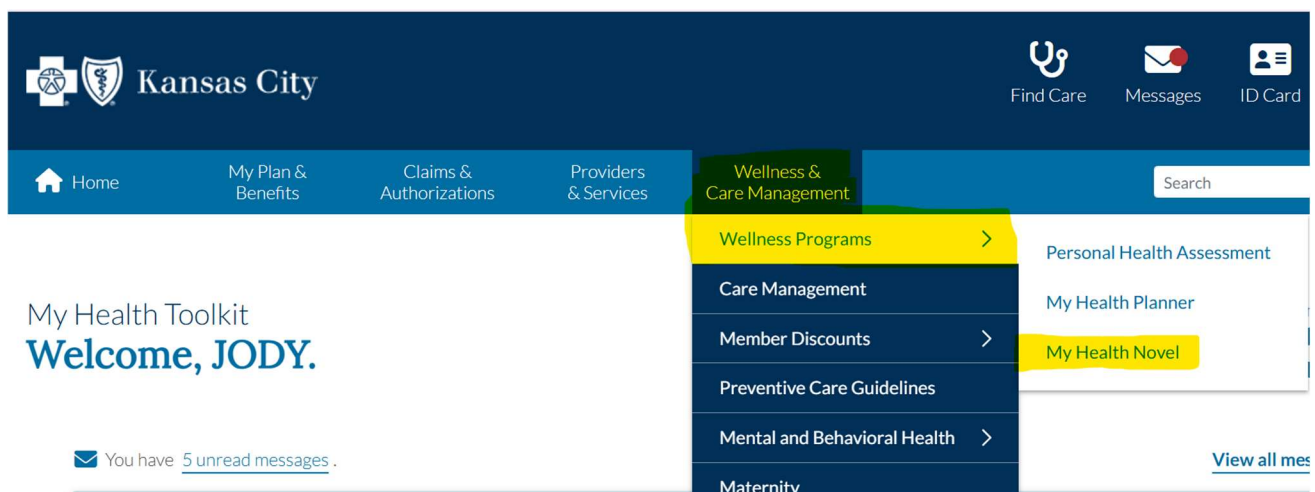 Kansas City
Find Care
Messages
ID Card
Home
My Plan &
Benefits
Claims &
Authorizations
Providers
& Services
Wellness &
Care Management
Search
Wellness Programs
Care Management
Member Discounts
Preventive Care Guidelines
Mental and Behavioral Health
Maternity
Personal Health Assessment
My Health Planner
My Health Novel
My Health Toolkit
Welcome, JODY.
You have 5 unread messages .
View all mes